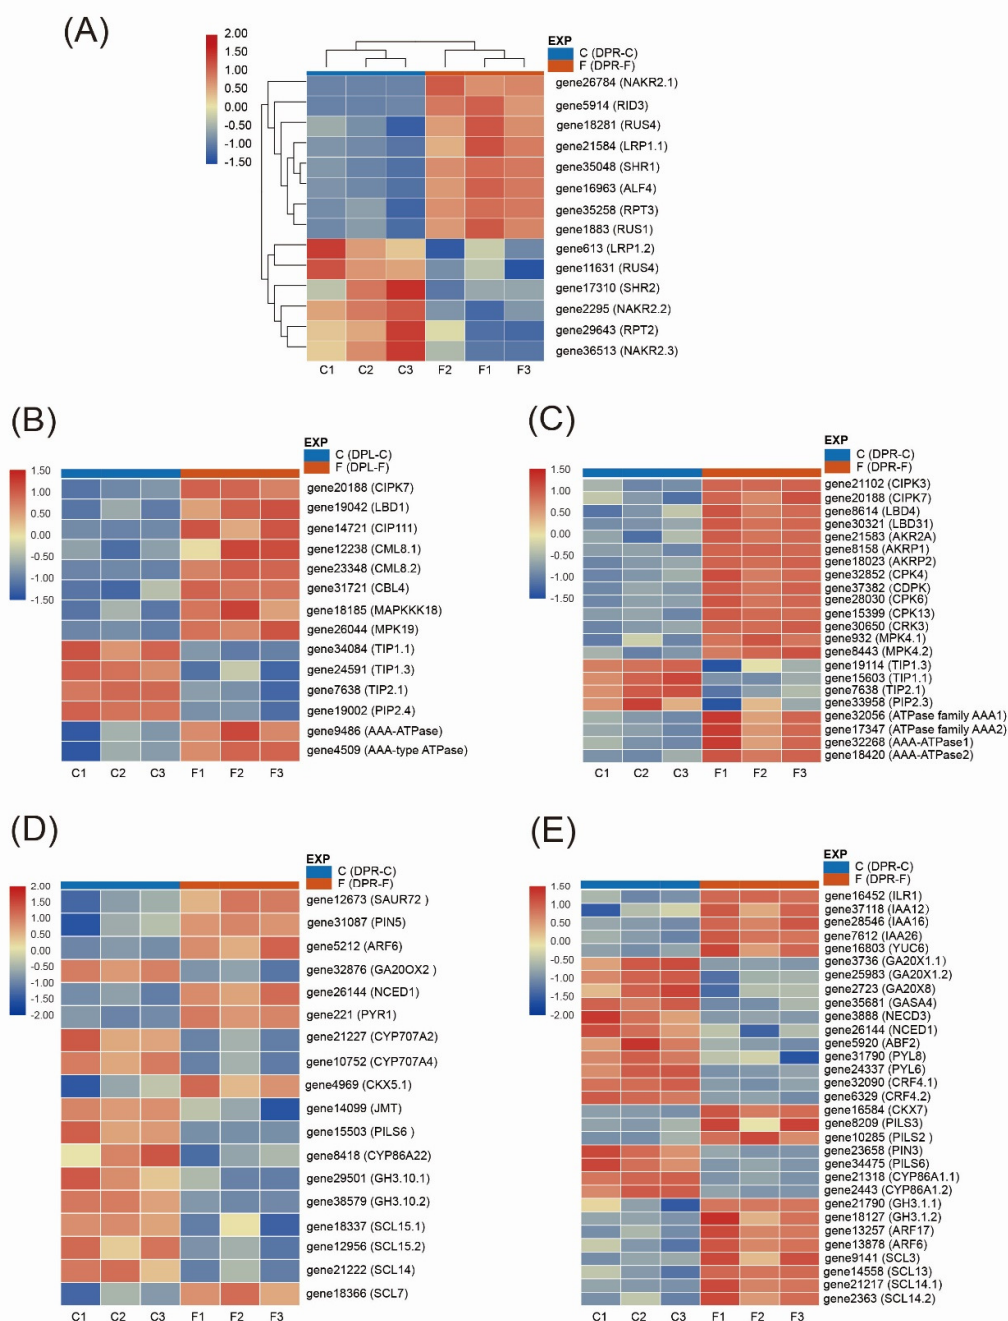 (A)
2.00
1.50
1.00
0.50
0.00
-0.50
-1.00
-1.50
EXP
C (DPR-C)
F (DPR-F)
gene26784 (NAKR2.1)
gene5914 (RID3)
gene18281 (RUS4)
gene21584 (LRP1.1)
gene35048 (SHR1)
gene16963 (ALF4)
gene35258 (RPT3)
gene1883 (RUS1)
gene613 (LRP1.2)
gene11631 (RUS4)
gene17310 (SHR2)
gene2295 (NAKR2.2)
gene29643 (RPT2)
gene36513 (NAKR2.3)
C1 C2 C3 F2 F1 F3
(B)
1.50
1.00
0.50
0.00
-0.50
-1.00
-1.50
EXP
C (DPL-C)
F (DPL-F)
gene20188 (CIPK7)
gene19042 (LBD1)
gene14721 (CIP111)
gene12238 (CML8.1)
gene23348 (CML8.2)
gene31721 (CBL4)
gene18185 (MAPKKK18)
gene26044 (MPK19)
gene34084 (TIP1.1)
gene24591 (TIP1.3)
gene7638 (TIP2.1)
gene19002 (PIP2.4)
gene9486 (AAA-ATPase)
gene4509 (AAA-type ATPase)
C1 C2 C3 F1 F2 F3
(C)
1.50
1.00
0.50
0.00
-0.50
-1.00
-1.50
EXP
C (DPR-C)
F (DPR-F)
gene21102 (CIPK3)
gene20188 (CIPK7)
gene8614 (LBD4)
gene30321 (LBD31)
gene21583 (AKR2A)
gene8158 (AKRP1)
gene18023 (AKRP2)
gene32852 (CPK4)
gene37382 (CDPK)
gene28030 (CPK6)
gene15399 (CPK13)
gene30650 (CRK3)
gene932 (MPK4.1)
gene8443 (MPK4.2)
gene19114 (TIP1.3)
gene15603 (TIP1.1)
gene7638 (TIP2.1)
gene33958 (PIP2.3)
gene32056 (ATPase family AAA1)
gene17347 (ATPase family AAA2)
gene32268 (AAA-ATPase1)
gene18420 (AAA-ATPase2)
C1 C2 C3 F1 F2 F3
(D)
2.00
1.50
1.00
0.50
0.00
-0.50
-1.00
-1.50
-2.00
EXP
C (DPR-C)
F (DPR-F)
gene12673 (SAUR72 )
gene31087 (PIN5)
gene5212 (ARF6)
gene32876 (GA20OX2 )
gene26144 (NCED1)
gene221 (PYR1)
gene21227 (CYP707A2)
gene10752 (CYP707A4)
gene4969 (CKX5.1)
gene14099 (JMT)
gene15503 (PILS6 )
gene8418 (CYP86A22)
gene29501 (GH3.10.1)
gene38579 (GH3.10.2)
gene18337 (SCL15.1)
gene12956 (SCL15.2)
gene21222 (SCL14)
gene18366 (SCL7)
C1 C2 C3 F1 F2 F3
(E)
1.50
1.00
0.50
0.00
-0.50
-1.00
-1.50
-2.00
EXP
C (DPR-C)
F (DPR-F)
gene16452 (ILR1)
gene37118 (IAA12)
gene28546 (IAA16)
gene7612 (IAA26)
gene16803 (YUC6)
gene3736 (GA20X1.1)
gene25983 (GA20X1.2)
gene2723 (GA20X8)
gene35681 (GASA4)
gene3888 (NECD3)
gene26144 (NCED1)
gene5920 (ABF2)
gene31790 (PYL8)
gene24337 (PYL6)
gene32090 (CRF4.1)
gene6329 (CRF4.2)
gene16584 (CKX7)
gene8209 (PILS3)
gene10285 (PILS2 )
gene23658 (PIN3)
gene34475 (PILS6)
gene21318 (CYP86A1.1)
gene2443 (CYP86A1.2)
gene21790 (GH3.1.1)
gene18127 (GH3.1.2)
gene13257 (ARF17)
gene13878 (ARF6)
gene9141 (SCL3)
gene14558 (SCL13)
gene21217 (SCL14.1)
gene2363 (SCL14.2)
C1 C2 C3 F1 F2 F3